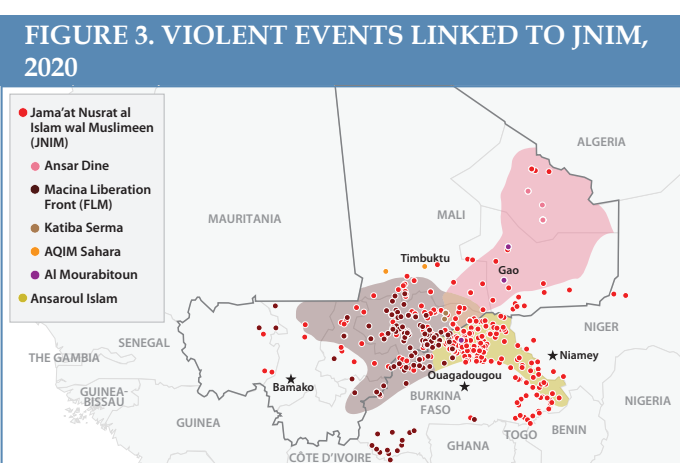 FIGURE 3. VIOLENT EVENTS LINKED TO JNIM,
2020
Jama'at Nusrat al
Islam wal Muslimeen
(JNIM)
Ansar Dine
Macina Liberation
Front (FLM)
Katiba Serma
AQIM Sahara
Al Mourabitoun
Ansaroul Islam
ALGERIA
MAURITANIA
MALI
Timbuktu
Gao
NIGER
SENEGAL
THE GAMBIA
Niamey
Bamako
Ouagadougou
GUINEA-
BISSAU
BURKINA
FASO
NIGERIA
GUINEA
TOGO
BENIN
GHANA
CÔTE D'IVOIRE